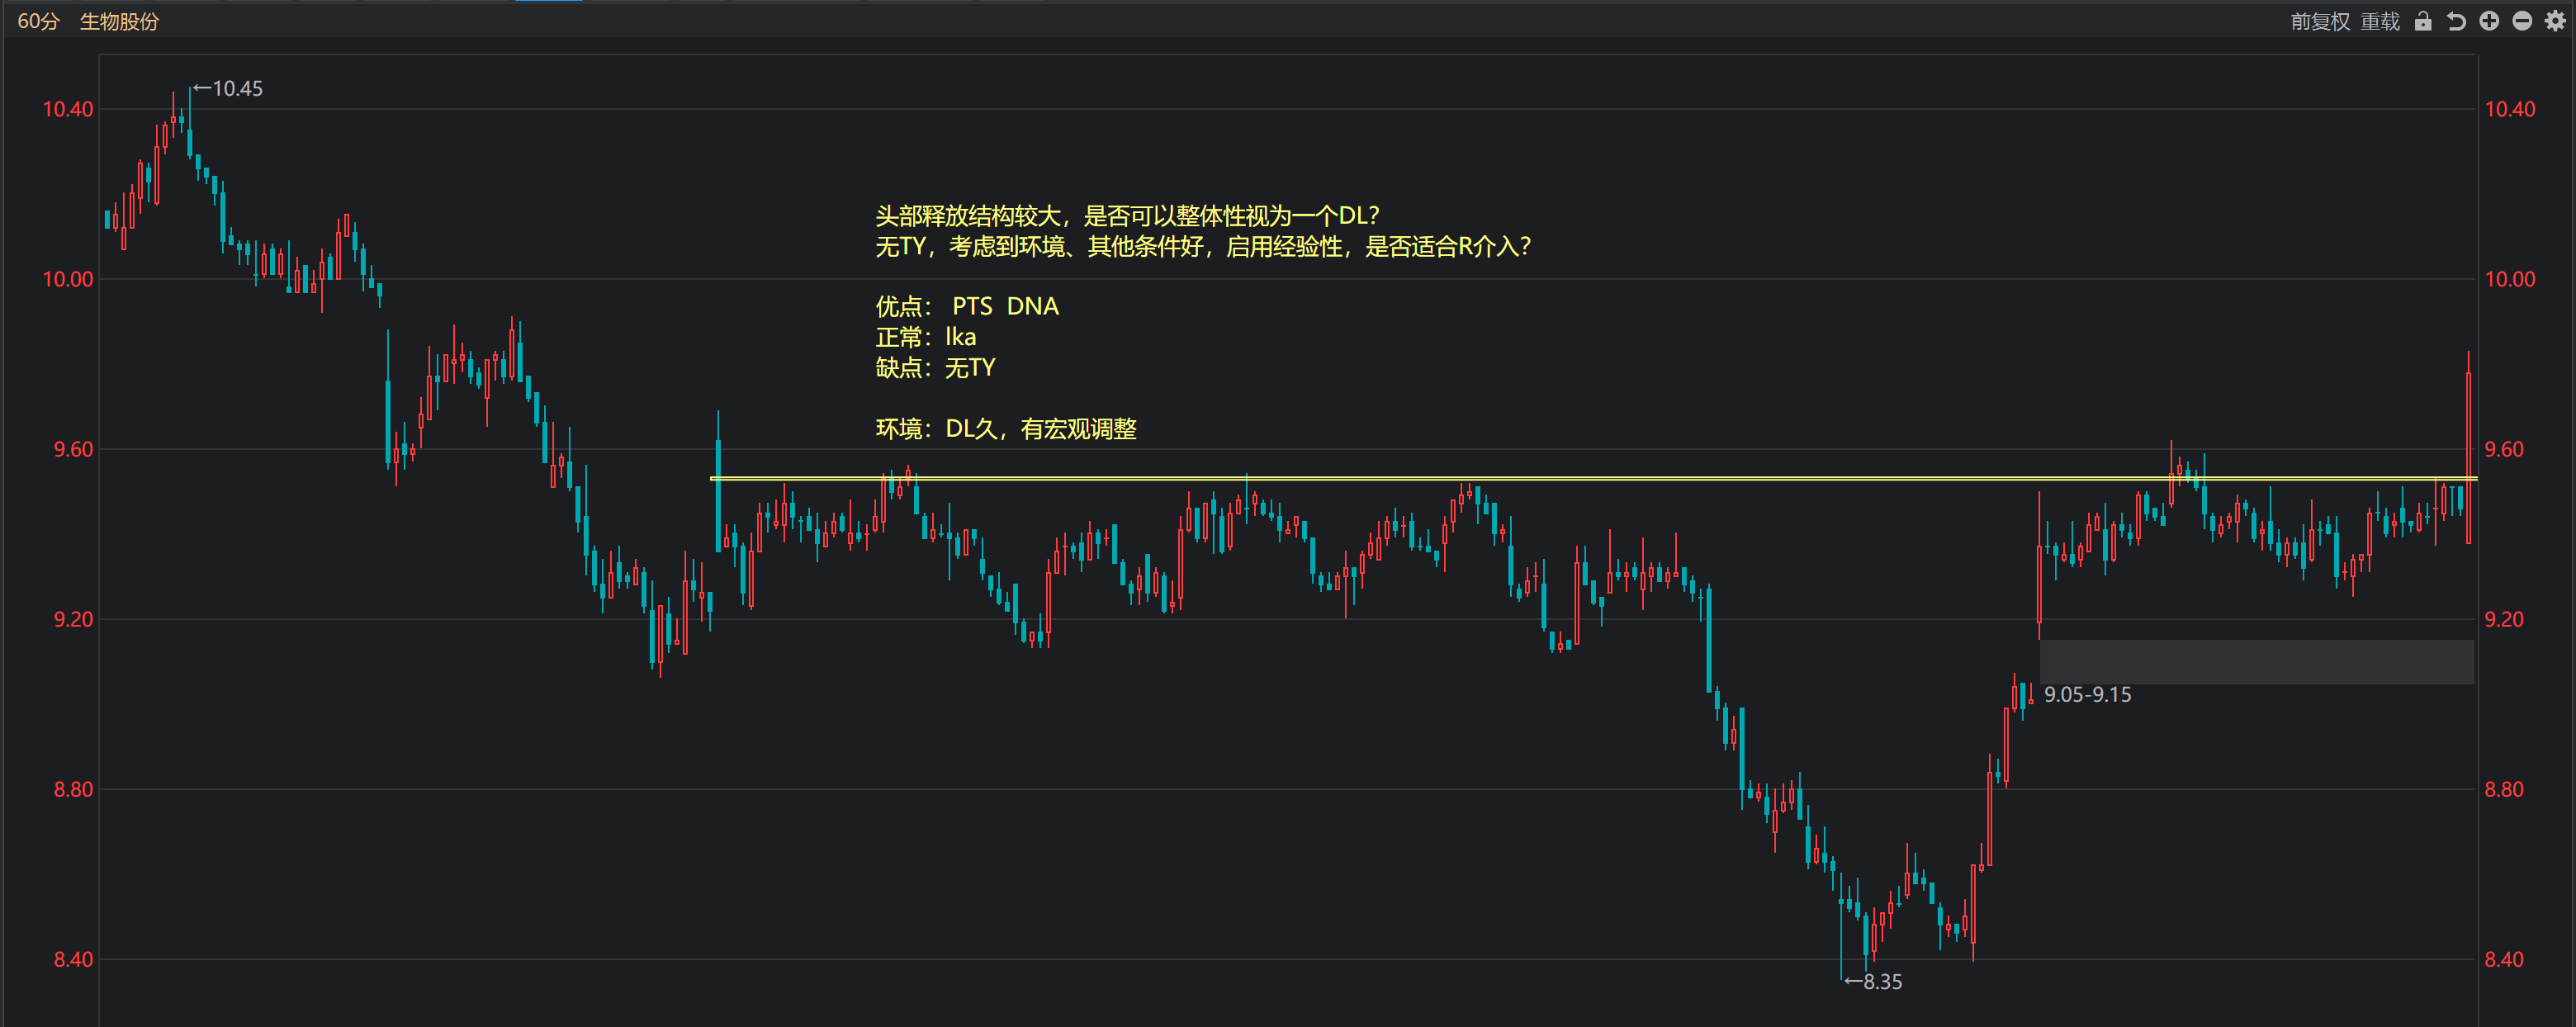 60分 生物股份 前复权 重载
←10.45
10.40 10.40
头部释放结构较大，是否可以整体性视为一个DL？
无TY，考虑到环境、其他条件好，启用经验性，是否适合R介入？
10.00 10.00
优点： PTS DNA
正常：lka
缺点：无TY
环境：DL久，有宏观调整
9.60 9.60
9.20 9.20
9.05-9.15
8.80 8.80
8.40 8.40
←8.35